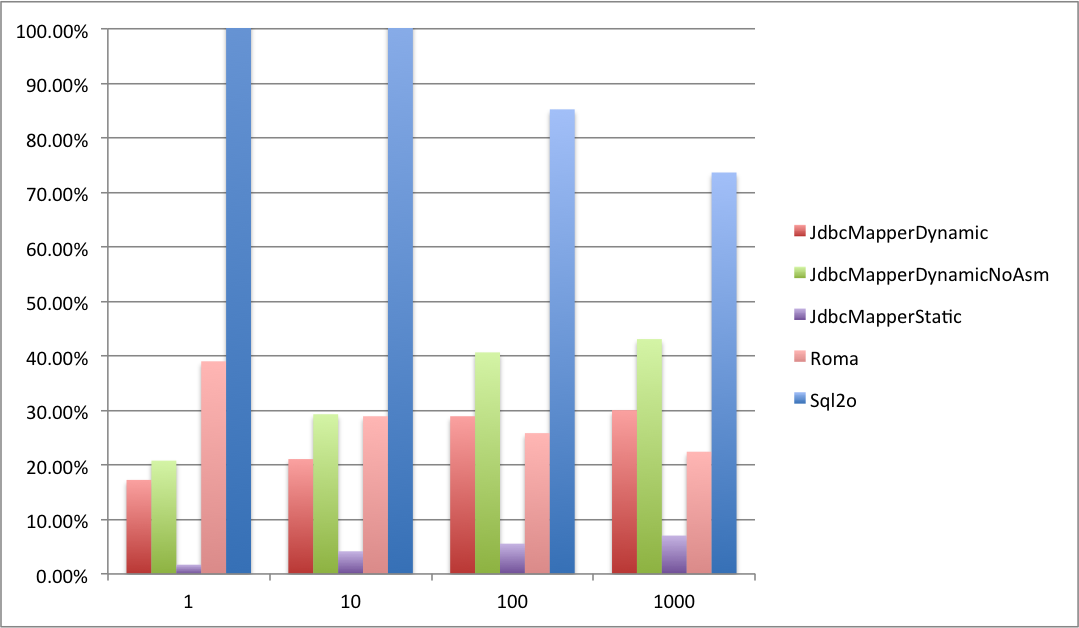 100.00%
90.00%
80.00%
70.00%
60.00%
50.00%
40.00%
30.00%
20.00%
10.00%
0.00%
1 10 100 1000
JdbcMapperDynamic
JdbcMapperDynamicNoAsm
JdbcMapperStatic
Roma
Sql2o